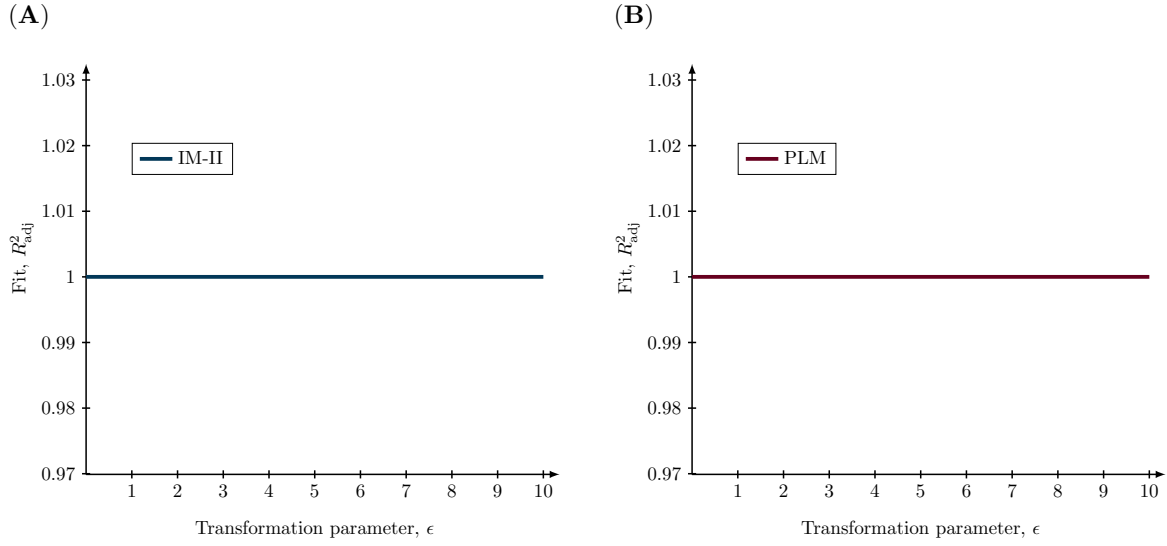 (A)
1.03
1.02
1.01
1
0.99
0.98
0.97
Fit, R²adj
IM-II
1 2 3 4 5 6 7 8 9 10
Transformation parameter, ϵ
(B)
1.03
1.02
1.01
1
0.99
0.98
0.97
Fit, R²adj
PLM
1 2 3 4 5 6 7 8 9 10
Transformation parameter, ϵ